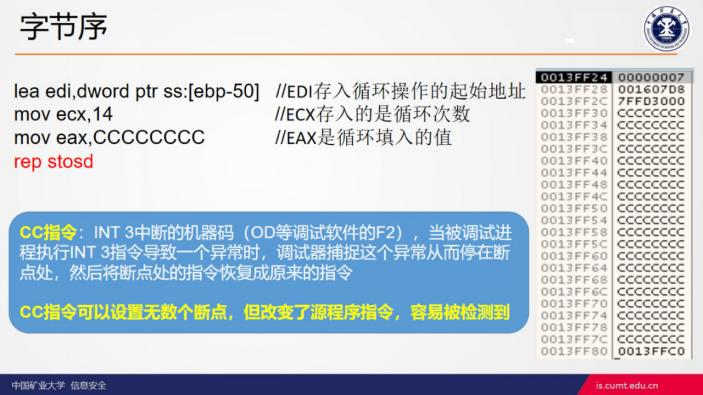 字节序
lea edi,dword ptr ss:[ebp-50] //EDI存入循环操作的起始地址
mov ecx,14 //ECX存入的是循环次数
mov eax,CCCCCCCC //EAX是循环填入的值
rep stosd
CC指令：INT 3中断的机器码（OD等调试软件的F2），当被调试进
程执行INT 3指令导致一个异常时，调试器捕捉这个异常从而停在断
点处，然后将断点处的指令恢复成原来的指令
CC指令可以设置无数个断点，但改变了源程序指令，容易被检测到
0013FF24 00000007
0013FF28 001607D8
0013FF2C 7FFD3000
0013FF30 CCCCCCCC
0013FF34 CCCCCCCC
0013FF38 CCCCCCCC
0013FF3C CCCCCCCC
0013FF40 CCCCCCCC
0013FF44 CCCCCCCC
0013FF48 CCCCCCCC
0013FF4C CCCCCCCC
0013FF50 CCCCCCCC
0013FF54 CCCCCCCC
0013FF58 CCCCCCCC
0013FF5C CCCCCCCC
0013FF60 CCCCCCCC
0013FF64 CCCCCCCC
0013FF68 CCCCCCCC
0013FF6C CCCCCCCC
0013FF70 CCCCCCCC
0013FF74 CCCCCCCC
0013FF78 CCCCCCCC
0013FF7C CCCCCCCC
0013FF80 0013FFC0
中国矿业大学 信息安全
is.cumt.edu.cn